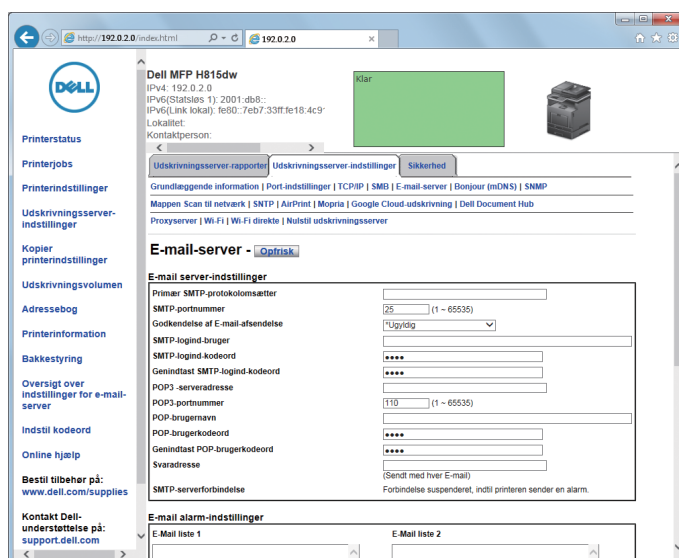 http://192.0.2.0/index.html
192.0.2.0
DELL
Dell MFP H815dw
IPv4: 192.0.2.0
IPv6(Statsløs 1): 2001:db8::
IPv6(Link lokal): fe80::7eb7:33ff:fe18:4c9
Lokalitet:
Kontaktperson:
Klar
Printerstatus
Printerjobs
Printerindstillinger
Udskrivningsserver-
indstillinger
Kopier
printerindstillinger
Udskrivningsvolumen
Adressebog
Printerinformation
Bakkestyring
Oversigt over
indstillinger for e-mail-
server
Indstil kodeord
Online hjælp
Bestil tilbehør på:
www.dell.com/supplies
Kontakt Dell-
understøttelse på:
support.dell.com
Udskrivningsserver-rapporter Udskrivningsserver-indstillinger Sikkerhed
Grundlæggende information | Port-indstillinger | TCP/IP | SMB | E-mail-server | Bonjour (mDNS) | SNMP
Mappen Scan til netværk | SNTP | AirPrint | Mopria | Google Cloud-udskrivning | Dell Document Hub
Proxyserver | Wi-Fi | Wi-Fi direkte | Nulstil udskrivningsserver
E-mail-server - Opfrisk
E-mail server-indstillinger
Primær SMTP-protokolomsætter
SMTP-portnummer 25 (1 ~ 65535)
Godkendelse af E-mail-afsendelse *Ugyldig
SMTP-logind-bruger
SMTP-logind-kodeord ••••
Genindtast SMTP-logind-kodeord ••••
POP3 -serveradresse
POP3-portnummer 110 (1 ~ 65535)
POP-brugernavn
POP-brugerkodeord ••••
Genindtast POP-brugerkodeord ••••
Svaradresse
(Sendt med hver E-mail)
SMTP-serverforbindelse Forbindelse suspenderet, indtil printeren sender en alarm.
E-mail alarm-indstillinger
E-Mail liste 1 E-Mail liste 2